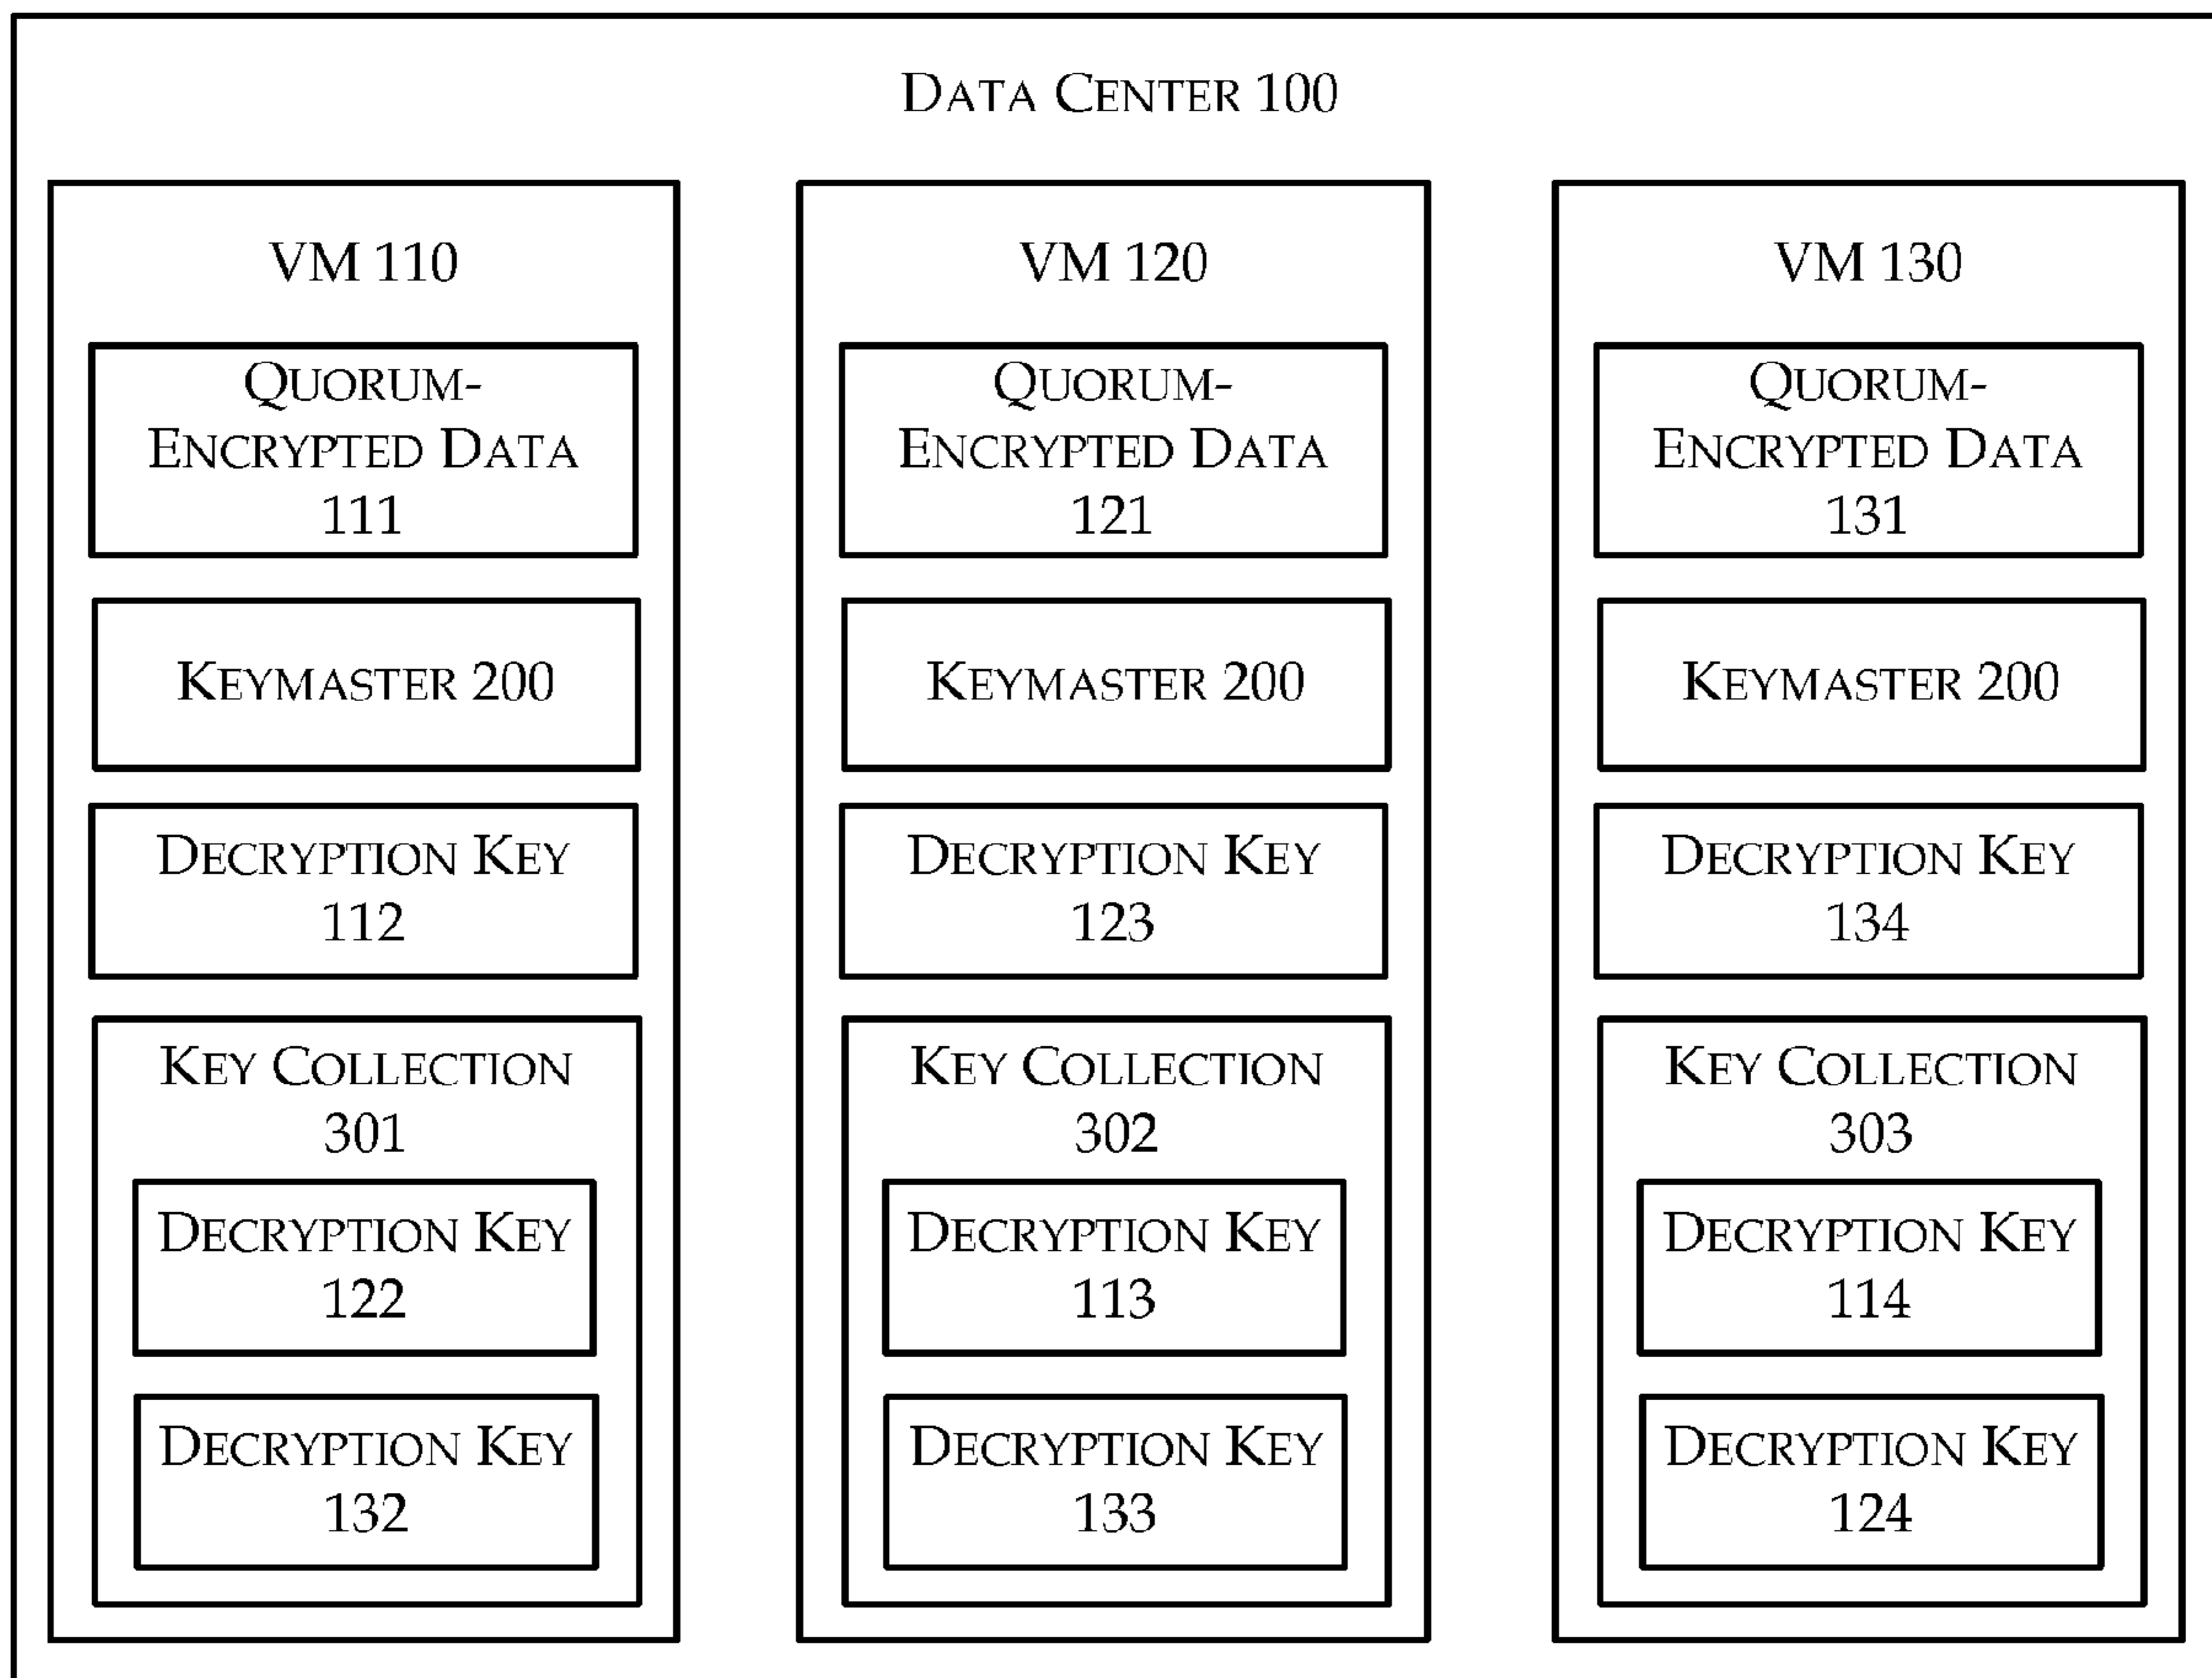 DATA CENTER 100
VM 110
QUORUM-
ENCRYPTED DATA
111
KEYMASTER 200
DECRYPTION KEY
112
KEY COLLECTION
301
DECRYPTION KEY
122
DECRYPTION KEY
132
VM 120
QUORUM-
ENCRYPTED DATA
121
KEYMASTER 200
DECRYPTION KEY
123
KEY COLLECTION
302
DECRYPTION KEY
113
DECRYPTION KEY
133
VM 130
QUORUM-
ENCRYPTED DATA
131
KEYMASTER 200
DECRYPTION KEY
134
KEY COLLECTION
303
DECRYPTION KEY
114
DECRYPTION KEY
124